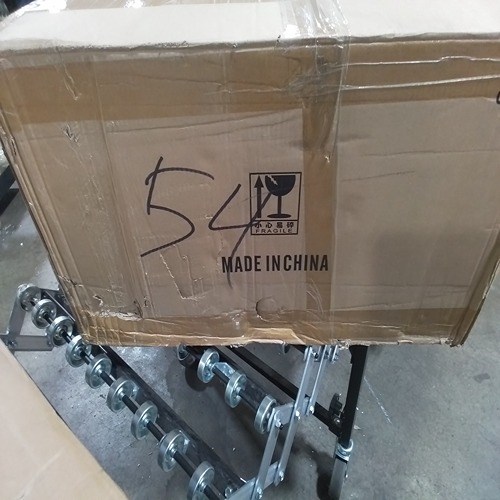 54
小心易碎
FRAGILE
MADE IN CHINA